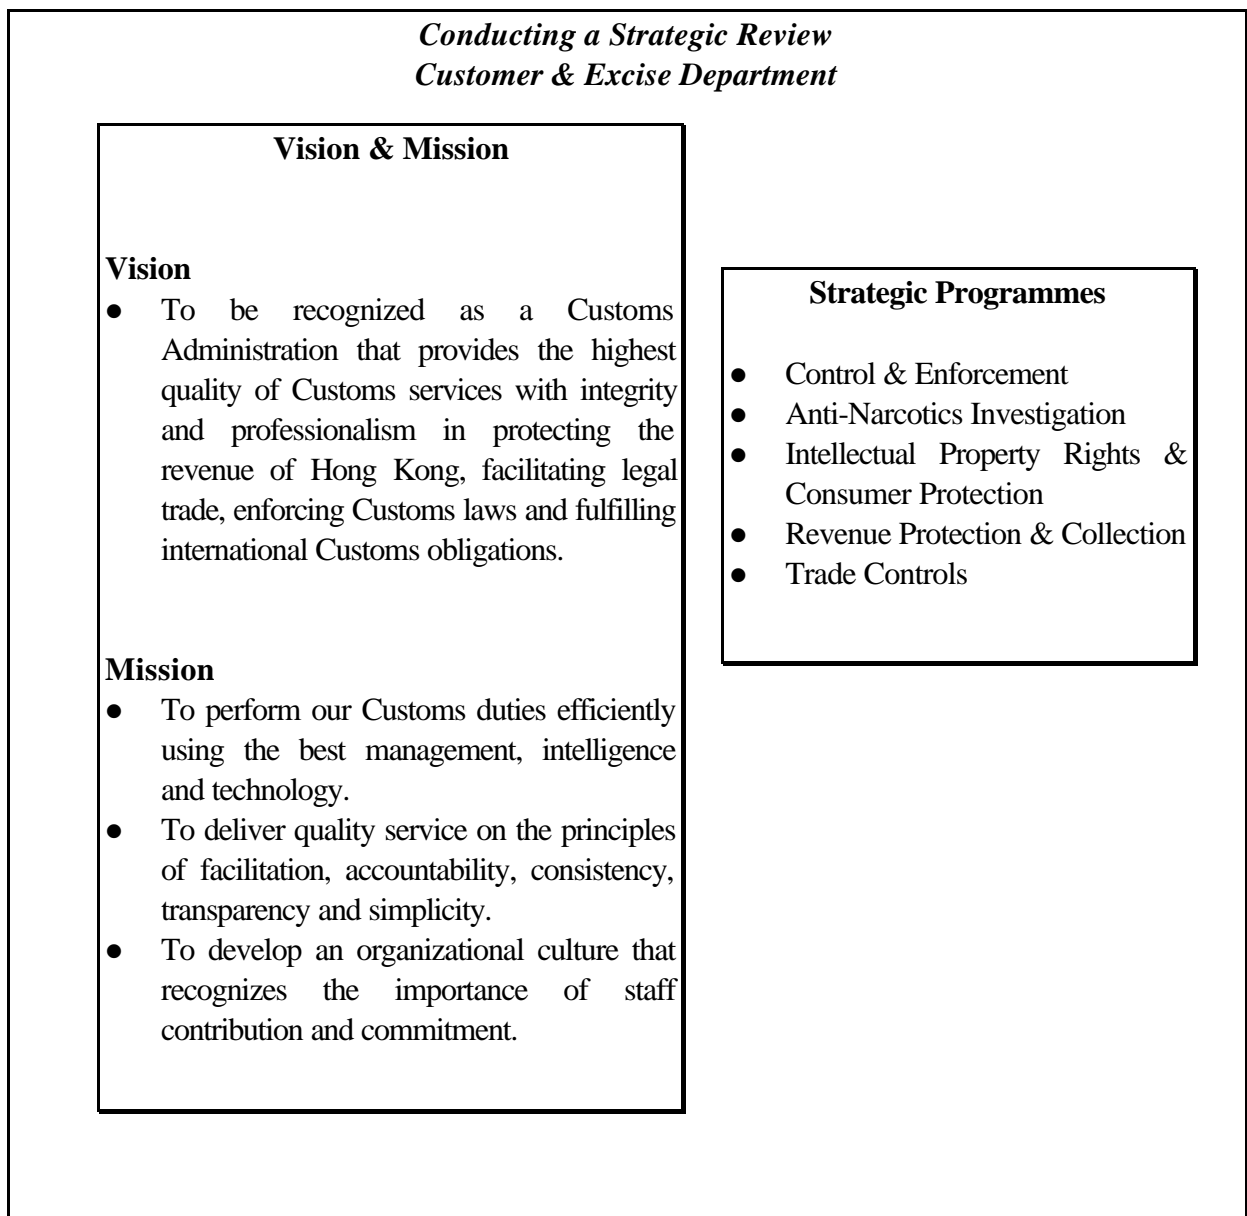 Conducting a Strategic Review
Customer & Excise Department
Vision & Mission
Vision
● To be recognized as a Customs
Administration that provides the highest
quality of Customs services with integrity
and professionalism in protecting the
revenue of Hong Kong, facilitating legal
trade, enforcing Customs laws and fulfilling
international Customs obligations.
Mission
● To perform our Customs duties efficiently
using the best management, intelligence
and technology.
● To deliver quality service on the principles
of facilitation, accountability, consistency,
transparency and simplicity.
● To develop an organizational culture that
recognizes the importance of staff
contribution and commitment.
Strategic Programmes
● Control & Enforcement
● Anti-Narcotics Investigation
● Intellectual Property Rights &
Consumer Protection
● Revenue Protection & Collection
● Trade Controls